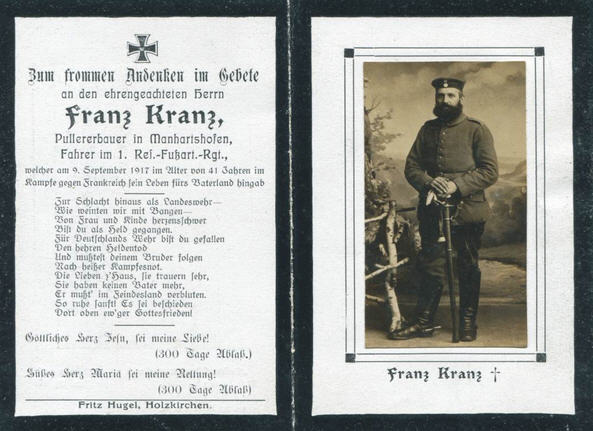 Zum frommen Andenken im Gebete
an den ehrengeachteten Herrn
Franz Kranz,
Pullererbauer in Manhartshofen,
Fahrer im 1. Res.-Fußart.-Rgt.,
welcher am 9. September 1917 im Alter von 41 Jahren im
Kampfe gegen Frankreich sein Leben fürs Vaterland hingab
Zur Schlacht hinaus als Landeswehr—
Wie weinten wir mit Bangen—
Von Frau und Kinde herzensschwer
Bist du als Held gegangen.
Für Deutschlands Wehr bist du gefallen
Den hehren Heldentod
Und mußtest deinem Bruder folgen
Nach heißer Kampfesnot.
Die Lieben z'Haus, sie trauern sehr,
Sie haben keinen Vater mehr,
Er mußt' im Feindesland verbluten.
So ruhe sanft! Es sei beschieden
Dort oben ew'ger Gottesfrieden!
Göttliches Herz Jesu, sei meine Liebe!
(300 Tage Ablaß.)
Süßes Herz Maria sei meine Rettung!
(300 Tage Ablaß)
Fritz Hugel, Holzkirchen.
Franz Kranz †